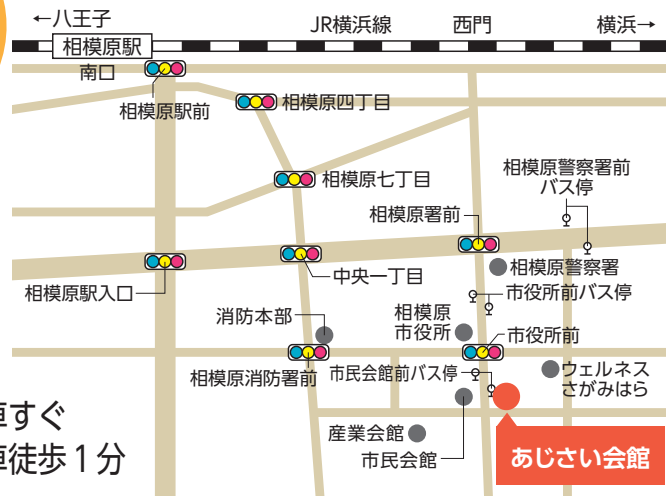 ←八王子
JR横浜線
西門
横浜→
相模原駅
南口
相模原駅前
相模原四丁目
相模原七丁目
相模原警察署前
バス停
相模原署前
相模原駅入口
中央一丁目
相模原警察署
市役所前バス停
消防本部
相模原
市役所
市役所前
相模原消防署前
市民会館前バス停
ウェルネス
さがみはら
車すぐ
車徒歩1分
産業会館
市民会館
あじさい会館